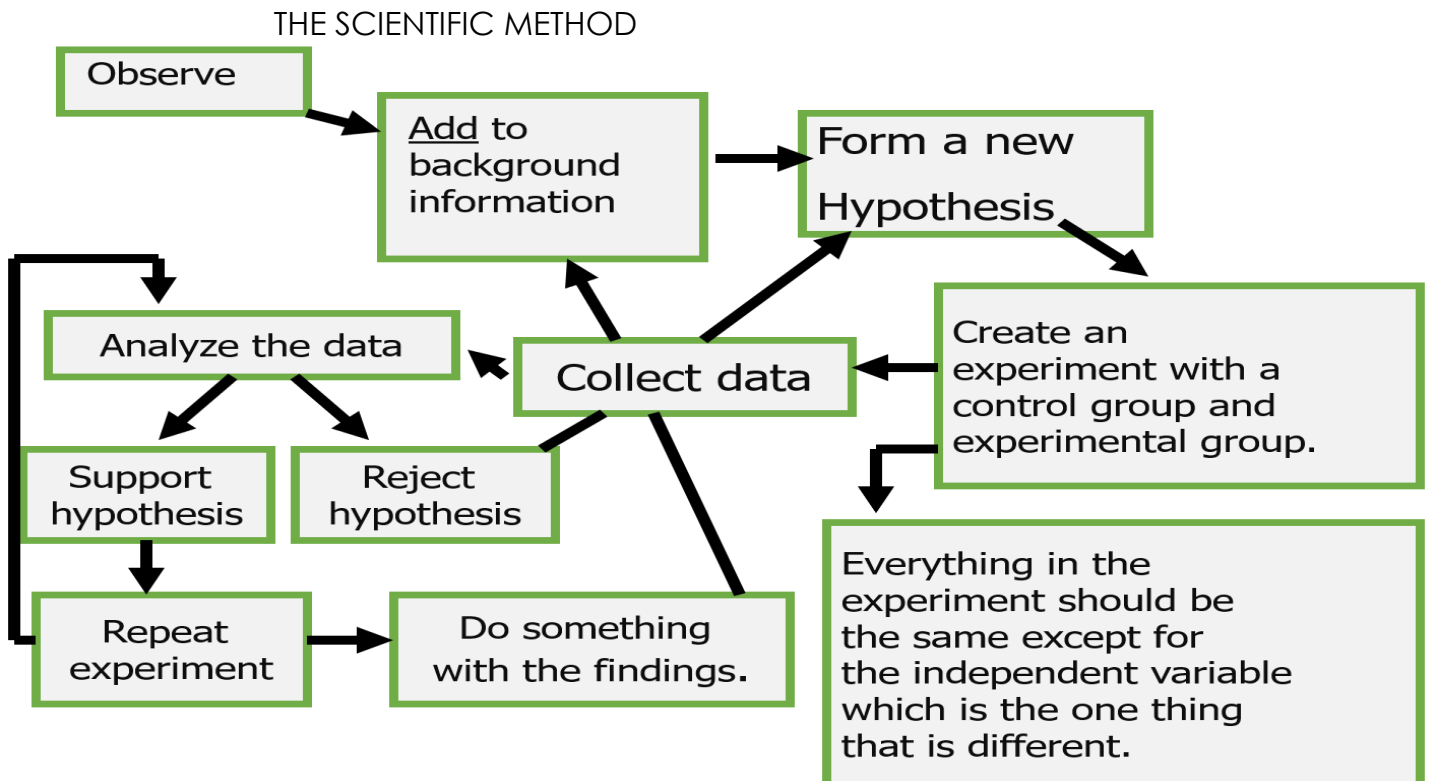 THE SCIENTIFIC METHOD
Observe
Add to
background
information
Form a new
Hypothesis
Create an
experiment with a
control group and
experimental group.
Collect data
Analyze the data
Support
hypothesis
Reject
hypothesis
Repeat
experiment
Do something
with the findings.
Everything in the
experiment should be
the same except for
the independent variable
which is the one thing
that is different.